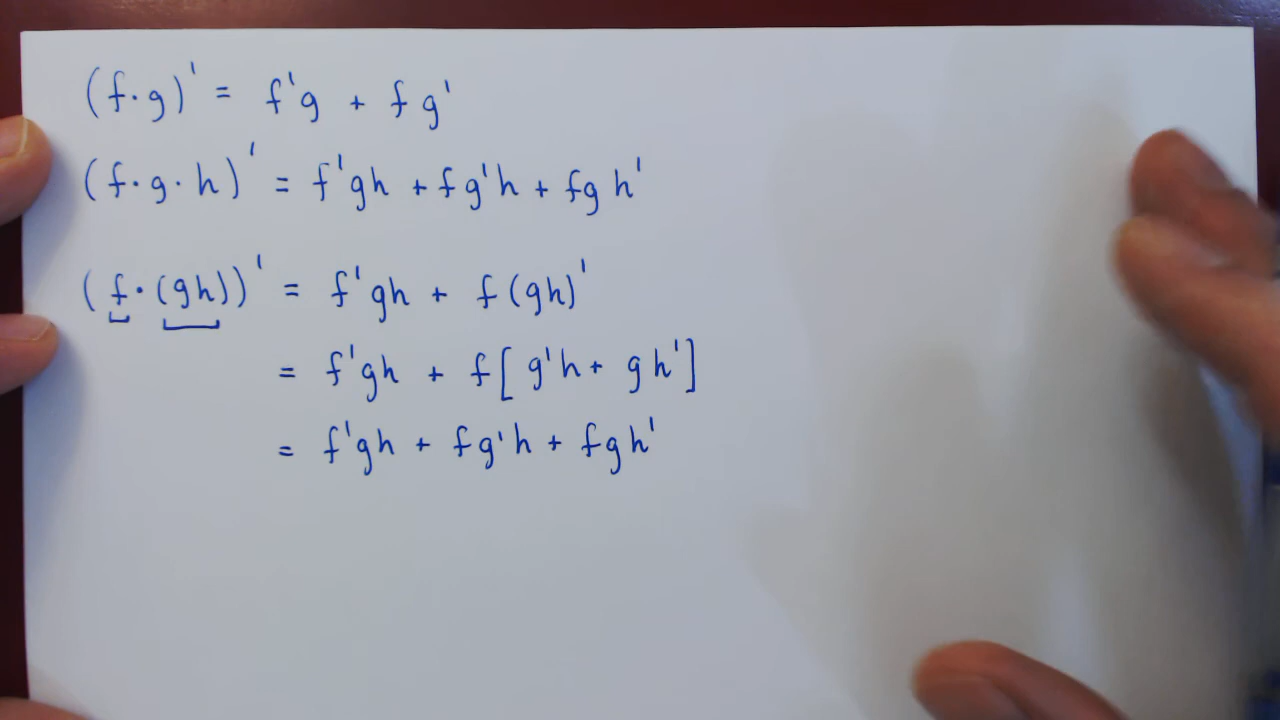 (f·g)' = f'g + fg'
(f·g·h)' = f'gh + fg'h + fgh'
(f·(gh))' = f'gh + f(gh)'
= f'gh + f[g'h + gh']
= f'gh + fg'h + fgh'